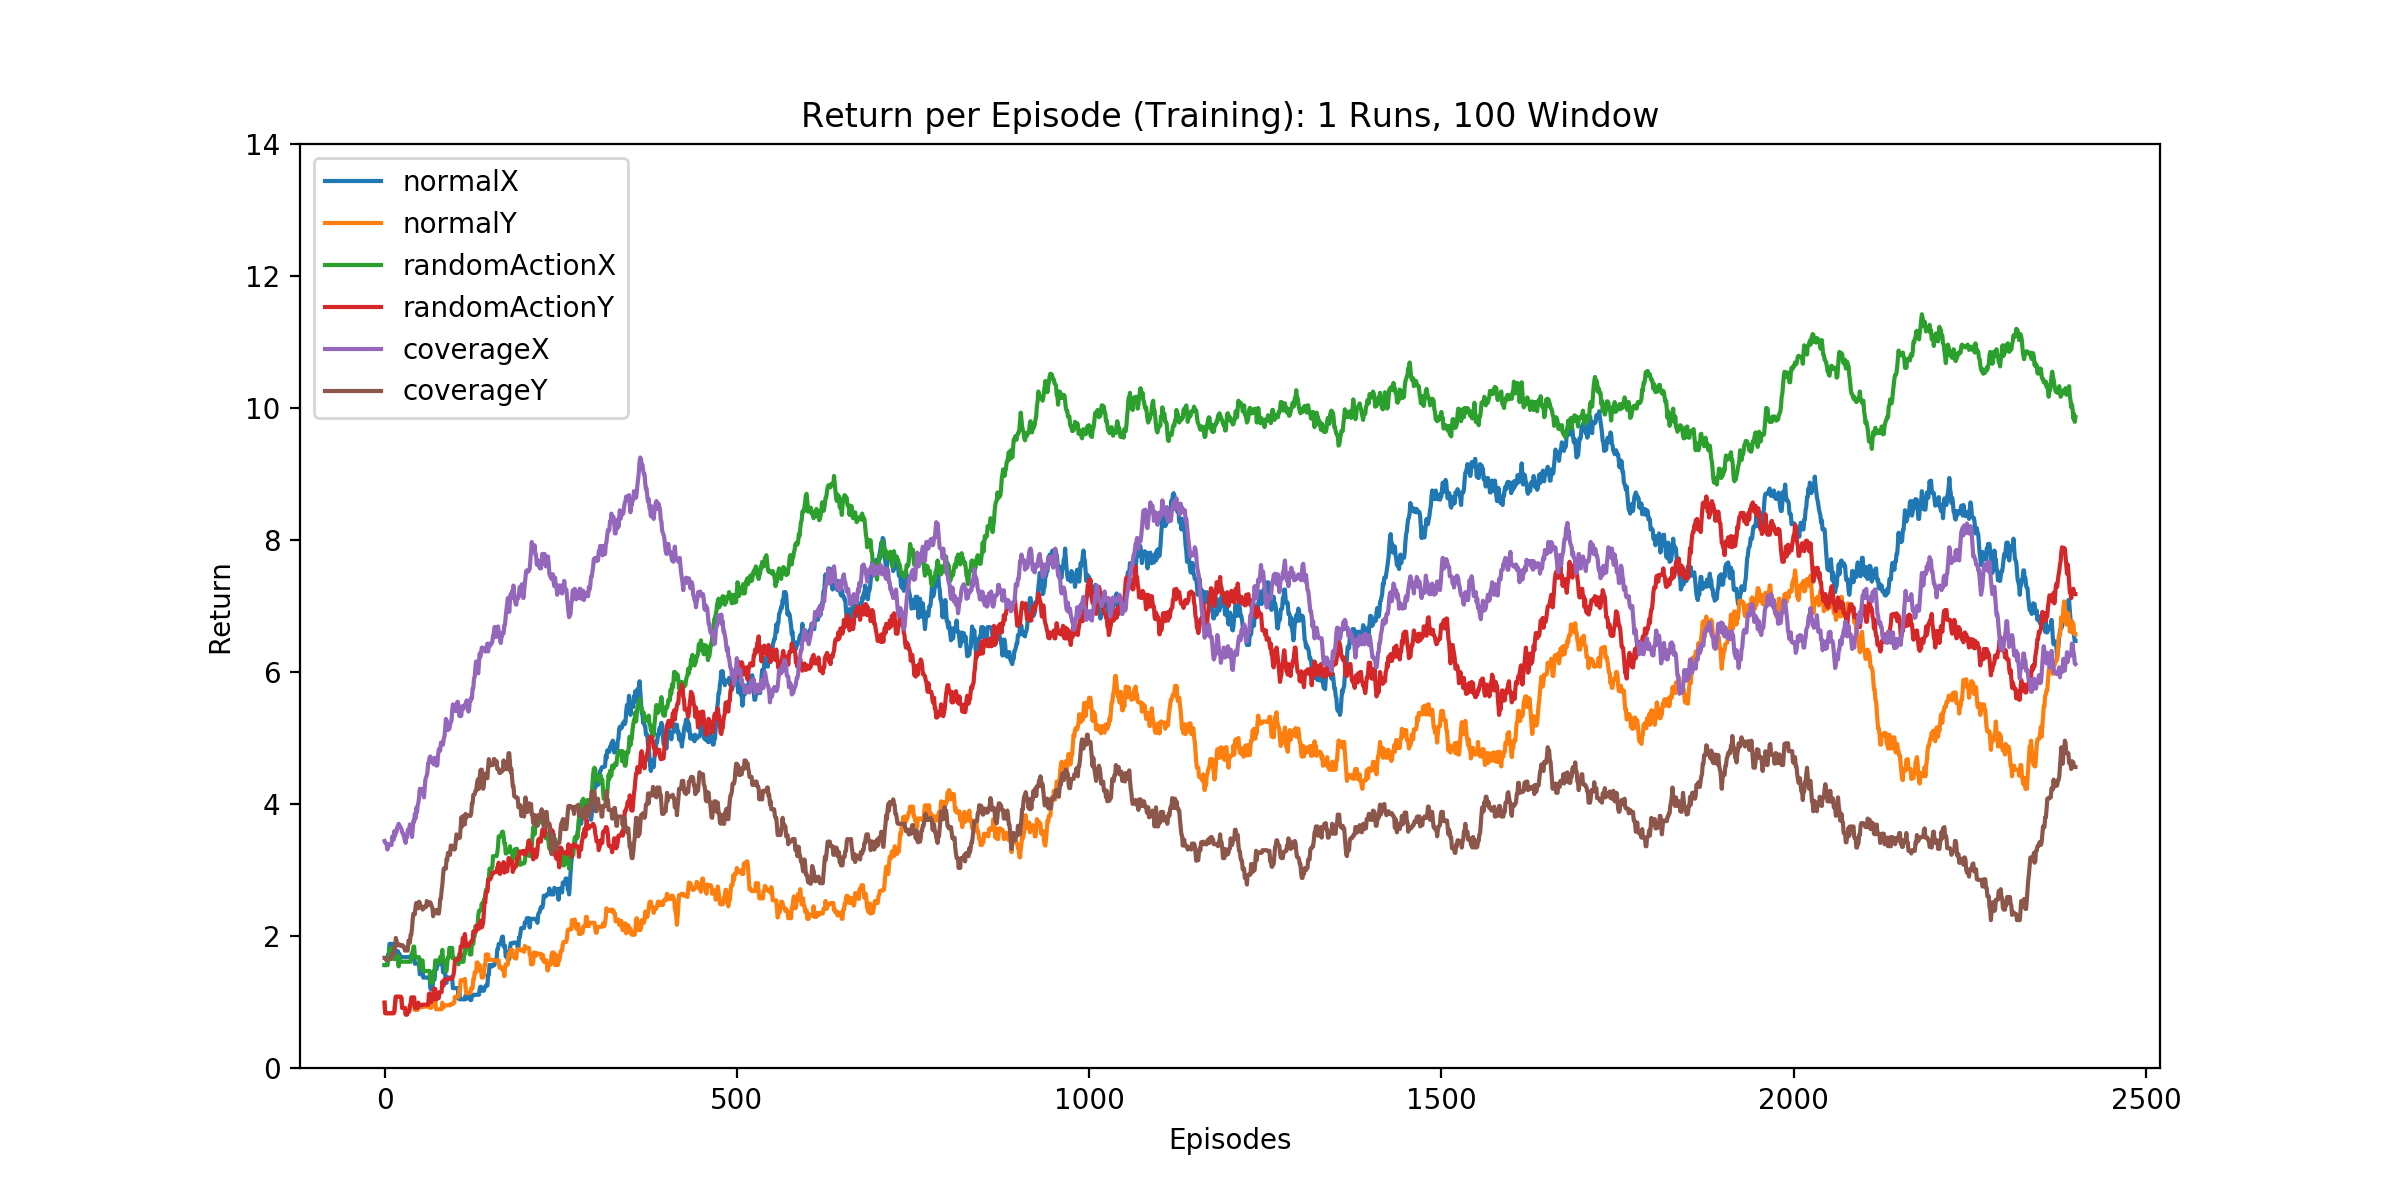 Return per Episode (Training): 1 Runs, 100 Window
14
12
10
8
6
4
2
0
Return
normalX
normalY
randomActionX
randomActionY
coverageX
coverageY
0 500 1000 1500 2000 2500
Episodes